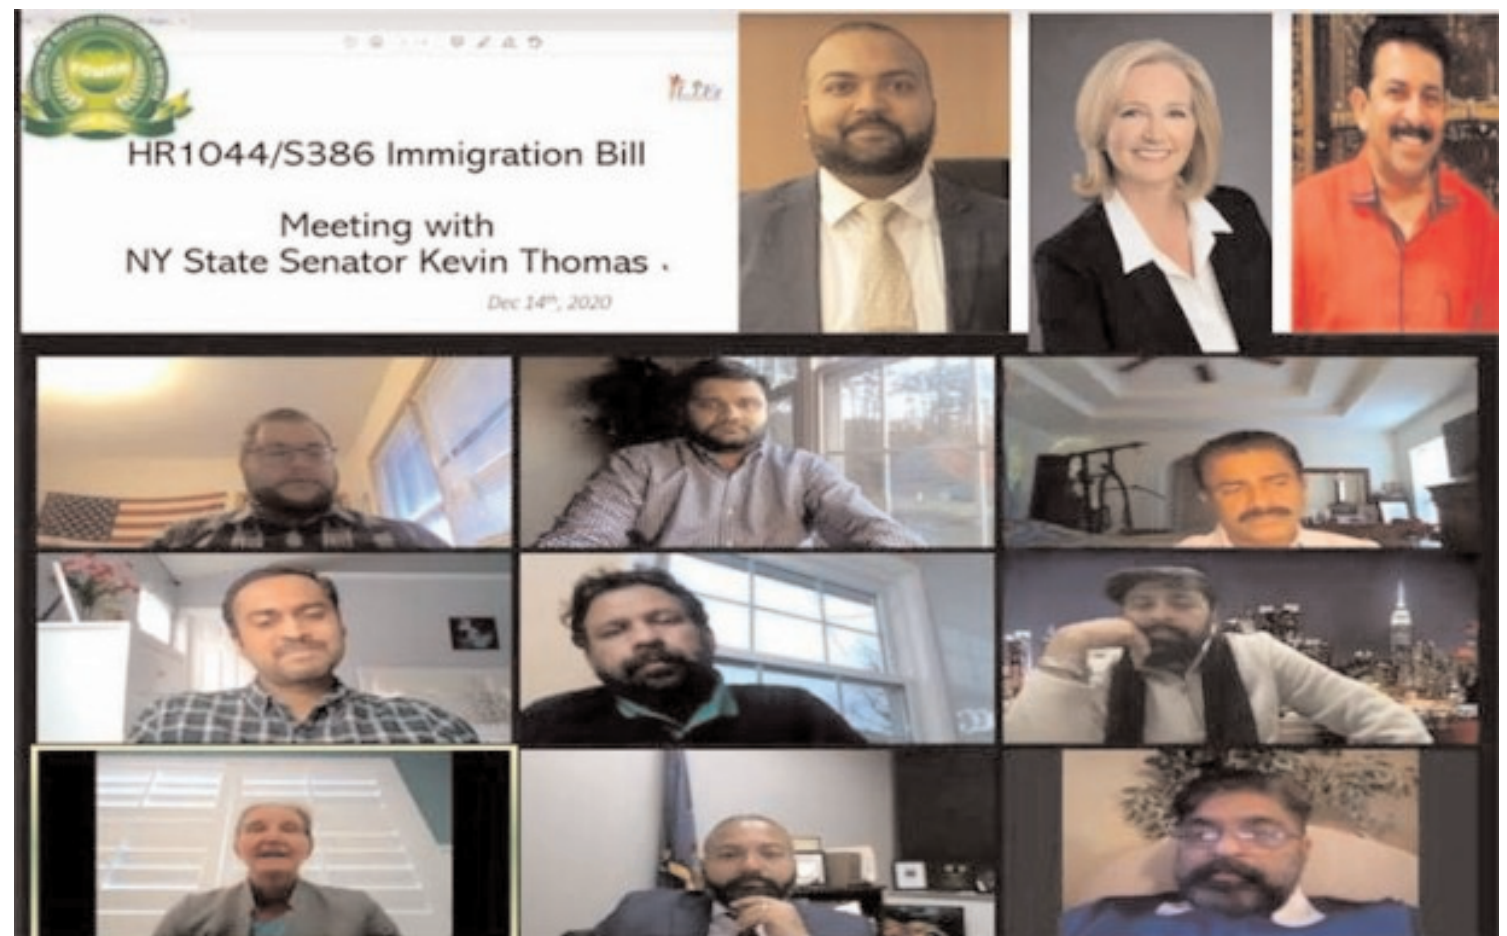 HR1044/S386 Immigration Bill
Meeting with
NY State Senator Kevin Thomas
Dec 14th, 2020